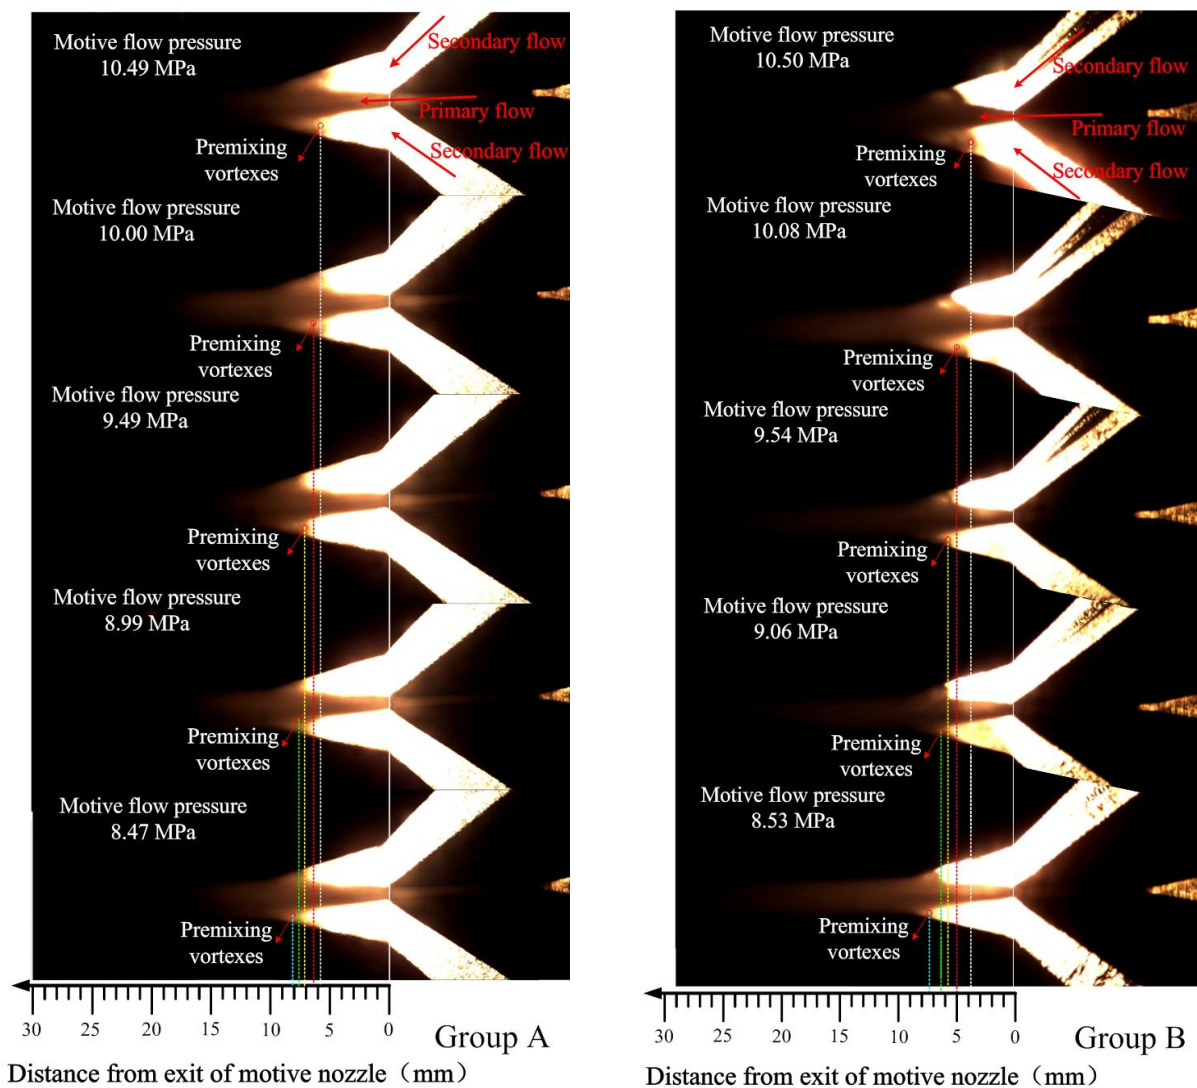 Motive flow pressure
10.49 MPa
Secondary flow
Primary flow
Secondary flow
Premixing
vortexes
Motive flow pressure
10.00 MPa
Premixing
vortexes
Motive flow pressure
9.49 MPa
Premixing
vortexes
Motive flow pressure
8.99 MPa
Premixing
vortexes
Motive flow pressure
8.47 MPa
Premixing
vortexes
30 25 20 15 10 5 0
Group A
Distance from exit of motive nozzle（mm）
Motive flow pressure
10.50 MPa
Secondary flow
Primary flow
Secondary flow
Premixing
vortexes
Motive flow pressure
10.08 MPa
Premixing
vortexes
Motive flow pressure
9.54 MPa
Premixing
vortexes
Motive flow pressure
9.06 MPa
Premixing
vortexes
Motive flow pressure
8.53 MPa
Premixing
vortexes
30 25 20 15 10 5 0
Group B
Distance from exit of motive nozzle（mm）